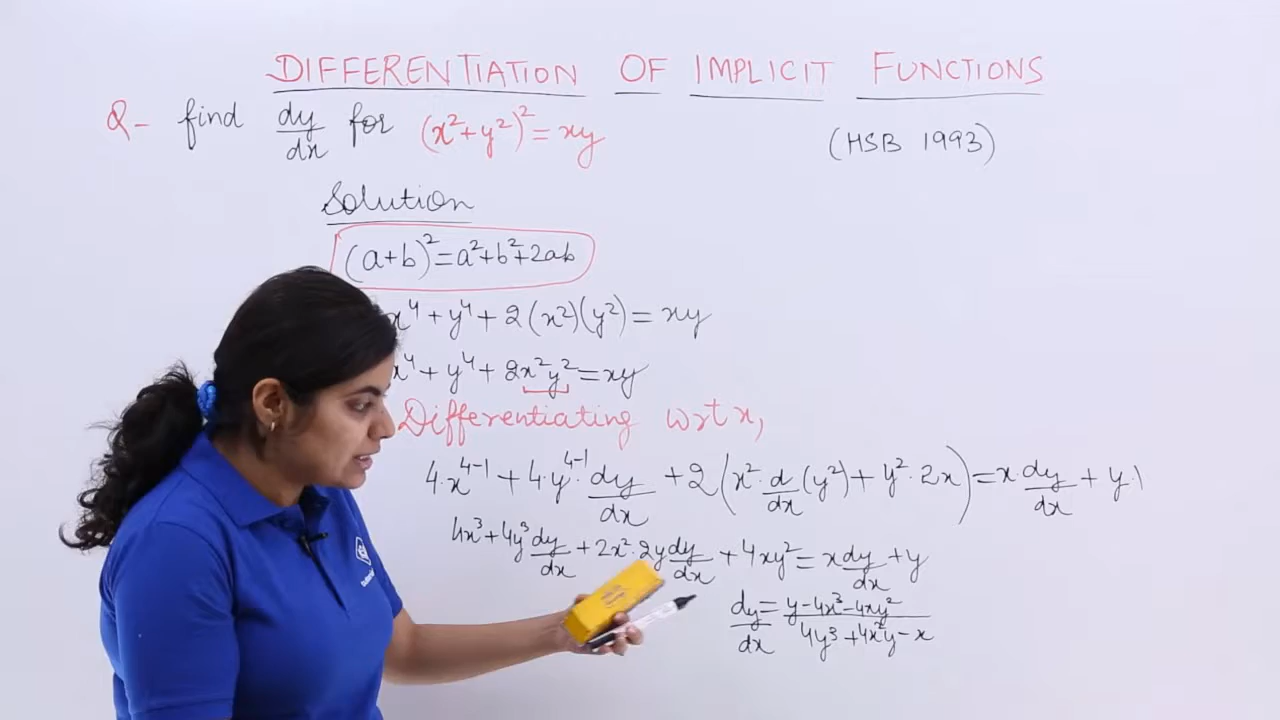 DIFFERENTIATION OF IMPLICIT FUNCTIONS
Q- find dy/dx for (x²+y²)²=xy
(HSB 1993)
Solution
(a+b)²=a²+b²+2ab
x⁴+y⁴+2(x²)(y²)=xy
x⁴+y⁴+2x²y²=xy
Differentiating wrt x,
4·x⁴⁻¹+4·y⁴⁻¹·dy/dx+2(x²·d/dx(y²)+y²·2x)=x·dy/dx+y·1
4x³+4y³dy/dx+2x²·2ydy/dx+4xy²=xdy/dx+y
dy/dx=y-4x³-4xy²/4y³+4x²y-x